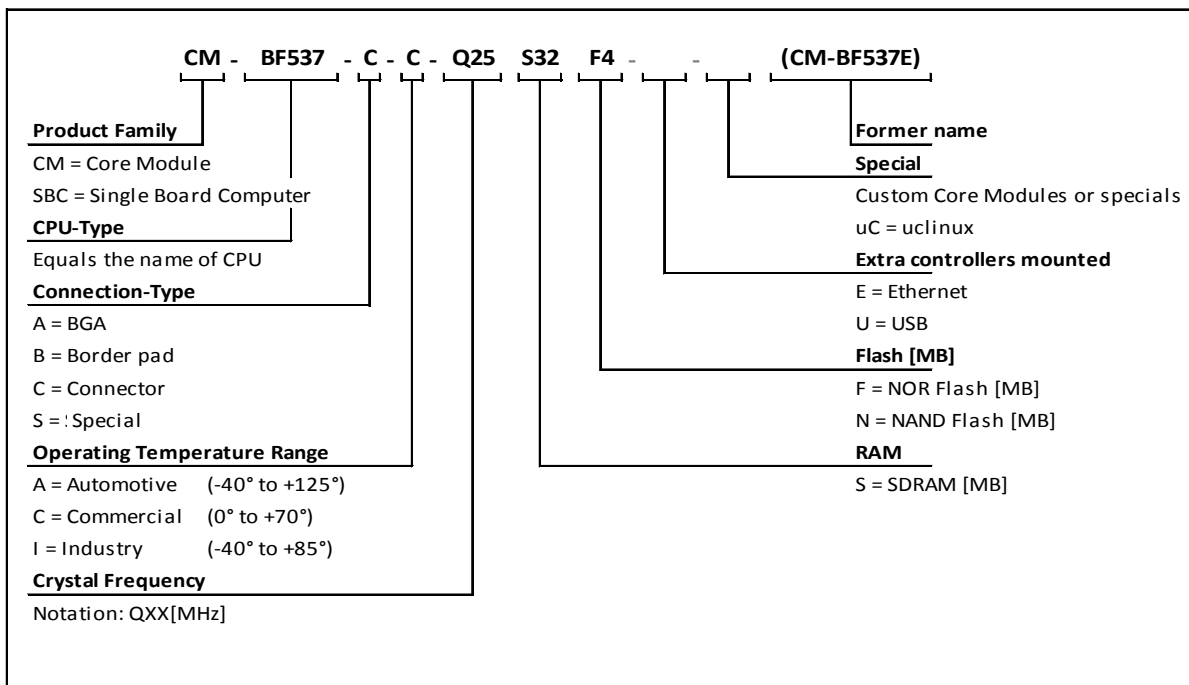 CM - BF537 - C - C - Q25 S32 F4 - - (CM-BF537E)
Product Family
CM = Core Module
SBC = Single Board Computer
CPU-Type
Equals the name of CPU
Connection-Type
A = BGA
B = Border pad
C = Connector
S = Special
Operating Temperature Range
A = Automotive (-40° to +125°)
C = Commercial (0° to +70°)
I = Industry (-40° to +85°)
Crystal Frequency
Notation: QXX[MHz]
Former name
Special
Custom Core Modules or specials
uC = uclinux
Extra controllers mounted
E = Ethernet
U = USB
Flash [MB]
F = NOR Flash [MB]
N = NAND Flash [MB]
RAM
S = SDRAM [MB]